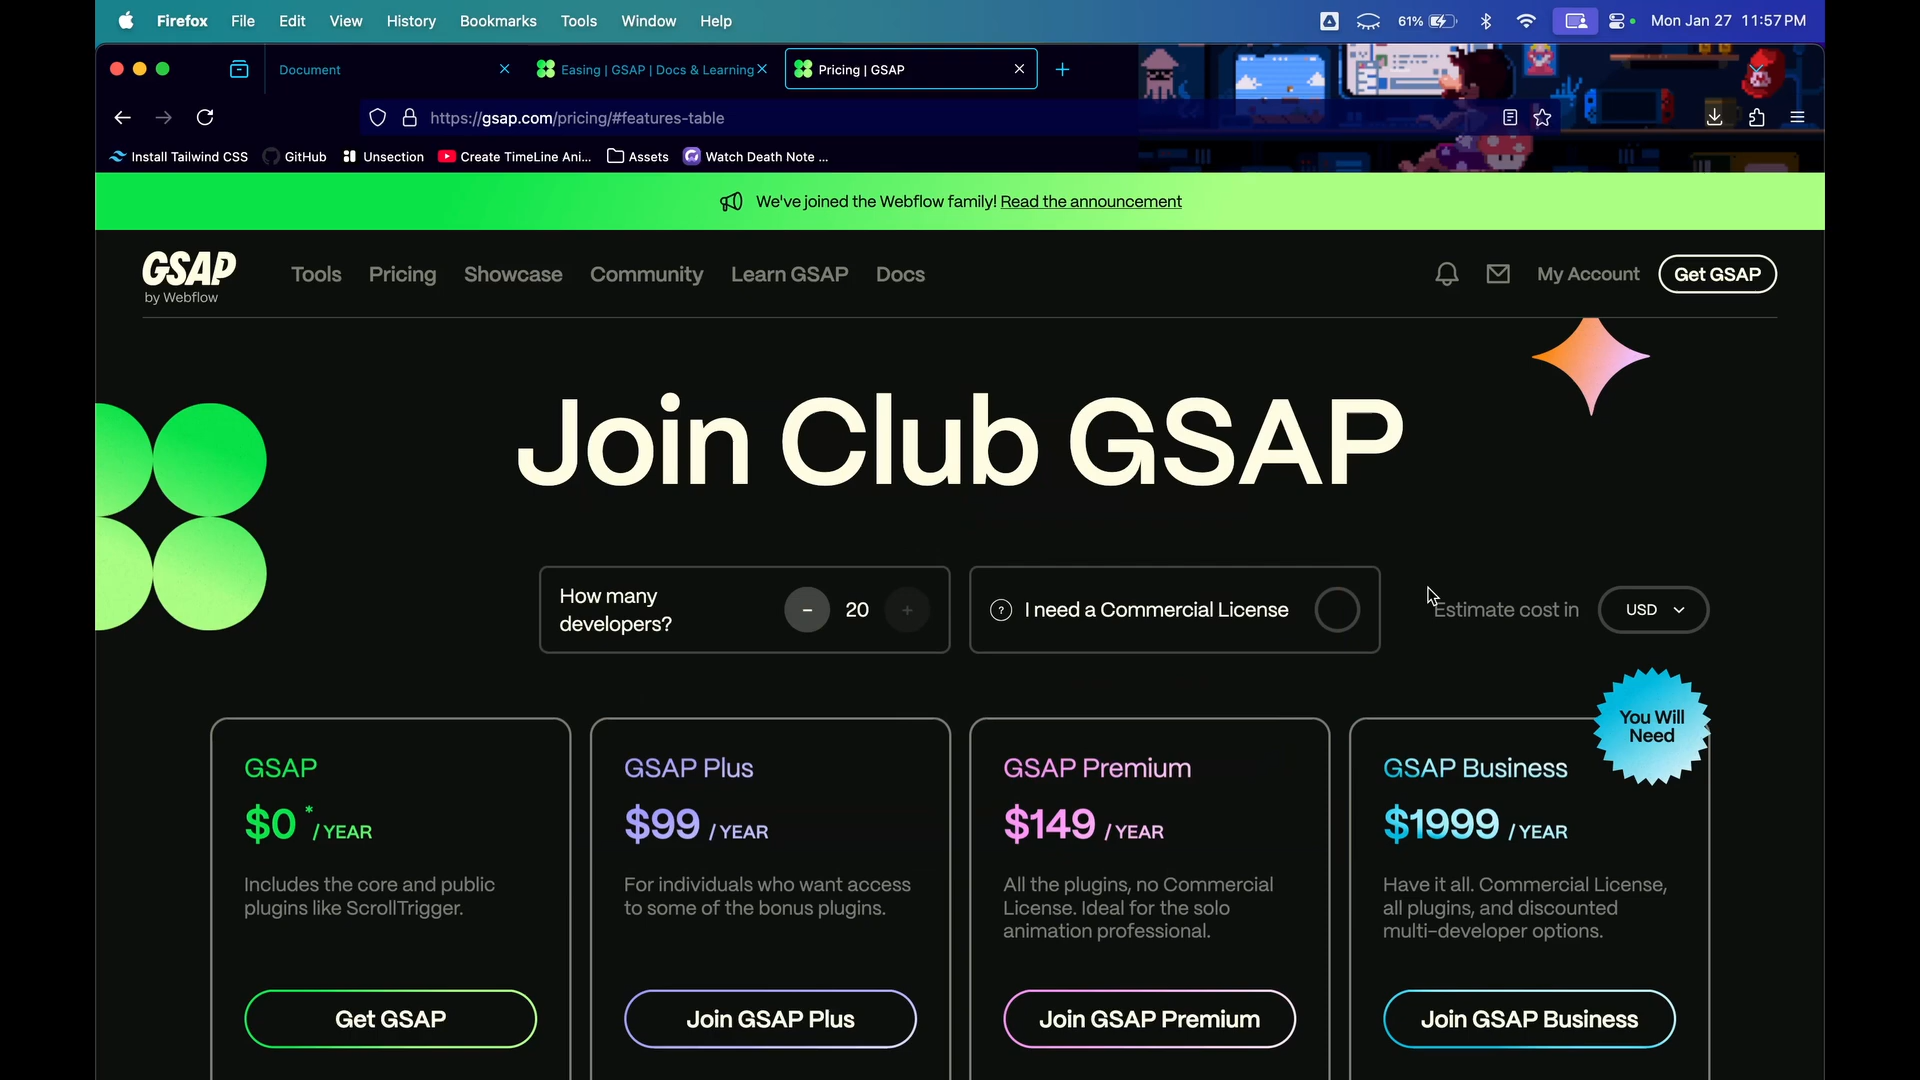 Firefox File Edit View History Bookmarks Tools Window Help 61% Mon Jan 27 11:57 PM
Document Easing | GSAP | Docs & Learning Pricing | GSAP
https://gsap.com/pricing/#features-table
Install Tailwind CSS GitHub Unsection Create TimeLine Ani... Assets Watch Death Note ...
We've joined the Webflow family! Read the announcement
GSAP
by Webflow
Tools Pricing Showcase Community Learn GSAP Docs My Account Get GSAP
Join Club GSAP
How many
developers?
- 20 +
? I need a Commercial License
Estimate cost in USD
You Will
Need
GSAP
$0* / YEAR
Includes the core and public
plugins like ScrollTrigger.
Get GSAP
GSAP Plus
$99 / YEAR
For individuals who want access
to some of the bonus plugins.
Join GSAP Plus
GSAP Premium
$149 / YEAR
All the plugins, no Commercial
License. Ideal for the solo
animation professional.
Join GSAP Premium
GSAP Business
$1999 / YEAR
Have it all. Commercial License,
all plugins, and discounted
multi-developer options.
Join GSAP Business